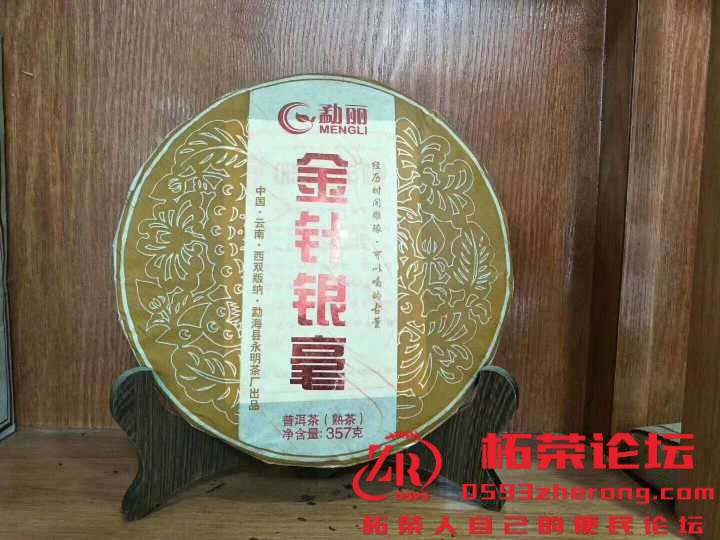 勐丽
MENGLI
金针银毫
经历时间雕琢·可以喝的古董
中国·云南·西双版纳·勐海县永明茶厂出品
普洱茶（熟茶）
净含量:357克
ZR
0593
柘荣论坛
0593zherong.com
柘荣人自己的便民论坛